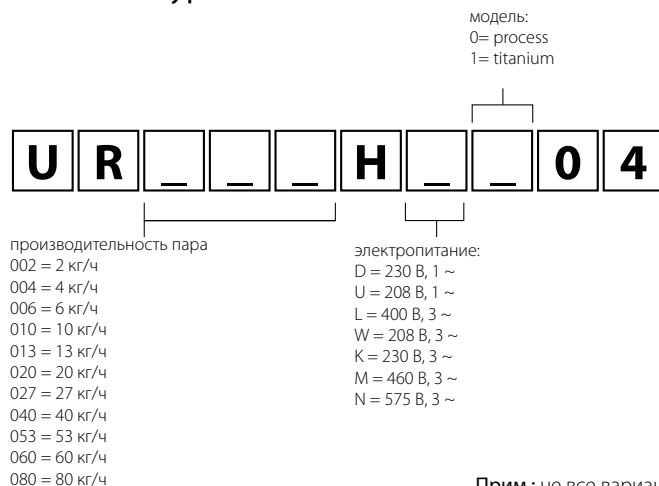 модель:
0= process
1= titanium
U R _ _ _ H _ _ 0 4
производительность пара
002 = 2 кг/ч
004 = 4 кг/ч
006 = 6 кг/ч
010 = 10 кг/ч
013 = 13 кг/ч
020 = 20 кг/ч
027 = 27 кг/ч
040 = 40 кг/ч
053 = 53 кг/ч
060 = 60 кг/ч
080 = 80 кг/ч
электропитание:
D = 230 В, 1 ~
U = 208 В, 1 ~
L = 400 В, 3 ~
W = 208 В, 3 ~
K = 230 В, 3 ~
M = 460 В, 3 ~
N = 575 В, 3 ~
Прим.: не все